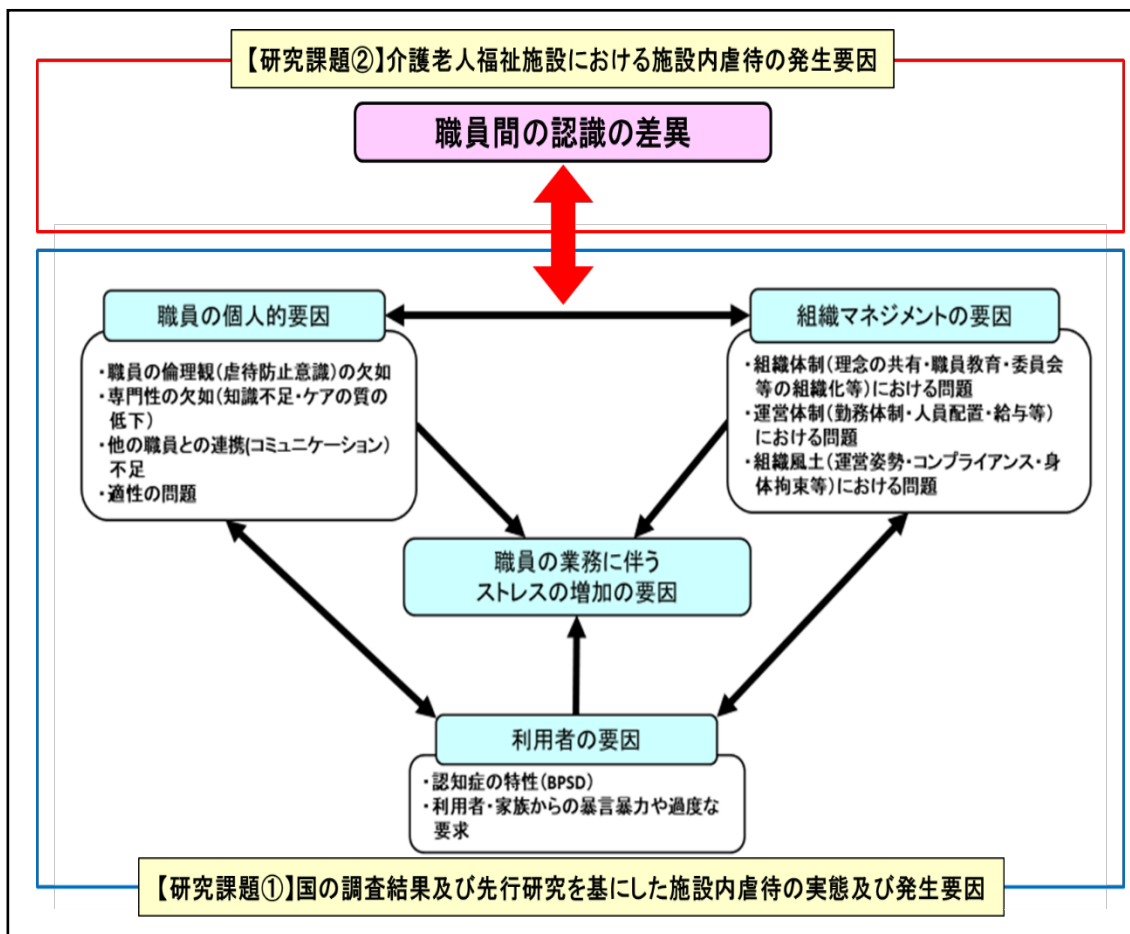 【研究課題②】介護老人福祉施設における施設内虐待の発生要因
職員間の認識の差異
職員の個人的要因
・職員の倫理観(虐待防止意識)の欠如
・専門性の欠如(知識不足・ケアの質の
低下)
・他の職員との連携(コミュニケーション)
不足
・適性の問題
組織マネジメントの要因
・組織体制(理念の共有・職員教育・委員会
等の組織化等)における問題
・運営体制(勤務体制・人員配置・給与等)
における問題
・組織風土(運営姿勢・コンプライアンス・身
体拘束等)における問題
職員の業務に伴う
ストレスの増加の要因
利用者の要因
・認知症の特性(BPSD)
・利用者・家族からの暴言暴力や過度な
要求
【研究課題①】国の調査結果及び先行研究を基にした施設内虐待の実態及び発生要因